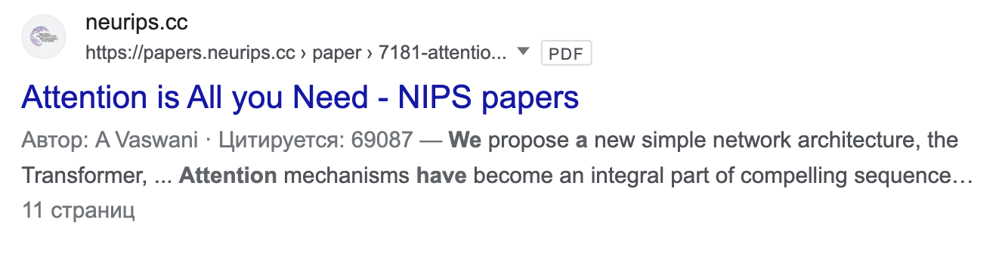 neurips.cc
https://papers.neurips.cc › paper › 7181-attentio... PDF
Attention is All you Need - NIPS papers
Автор: A Vaswani · Цитируется: 69087 — We propose a new simple network architecture, the
Transformer, ... Attention mechanisms have become an integral part of compelling sequence…
11 страниц